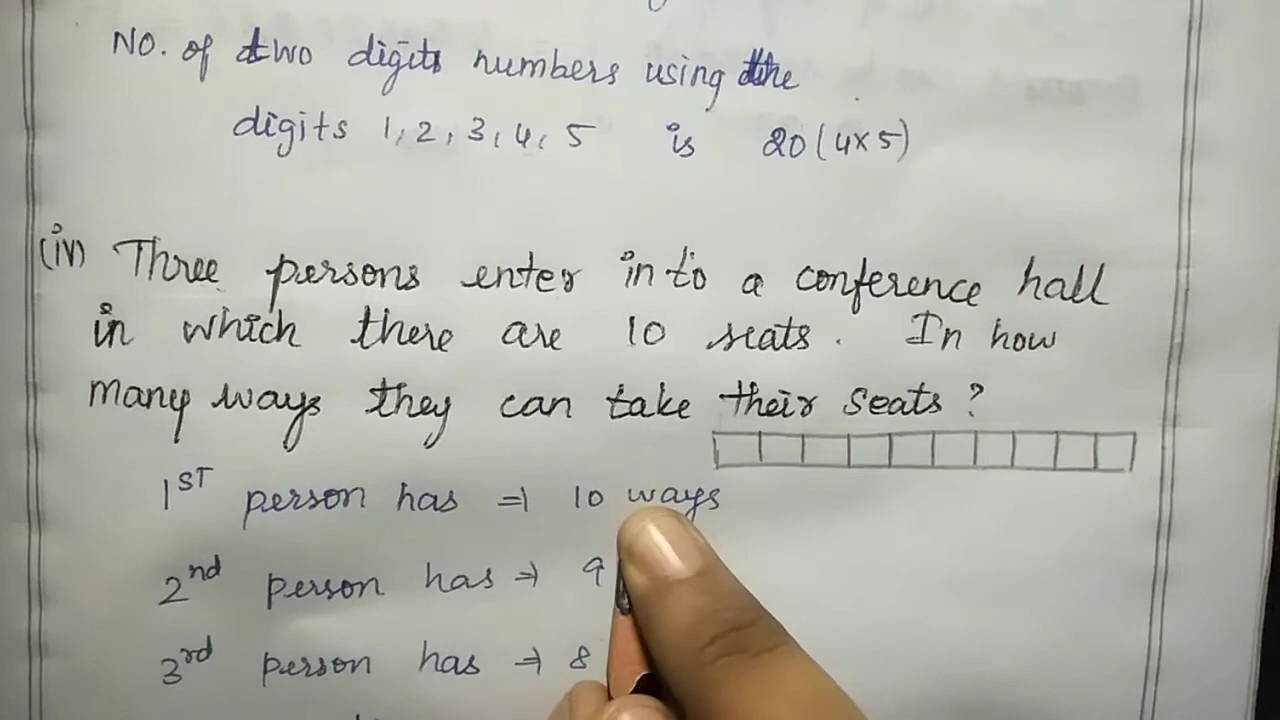 No. of two digits numbers using the
digits 1, 2, 3, 4, 5 is 20 (4×5)
(iv) Three persons enter in to a conference hall
in which there are 10 seats. In how
many ways they can take their seats?
1ST person has ⇒ 10 ways
2nd person has ⇒ 9
3rd person has ⇒ 8